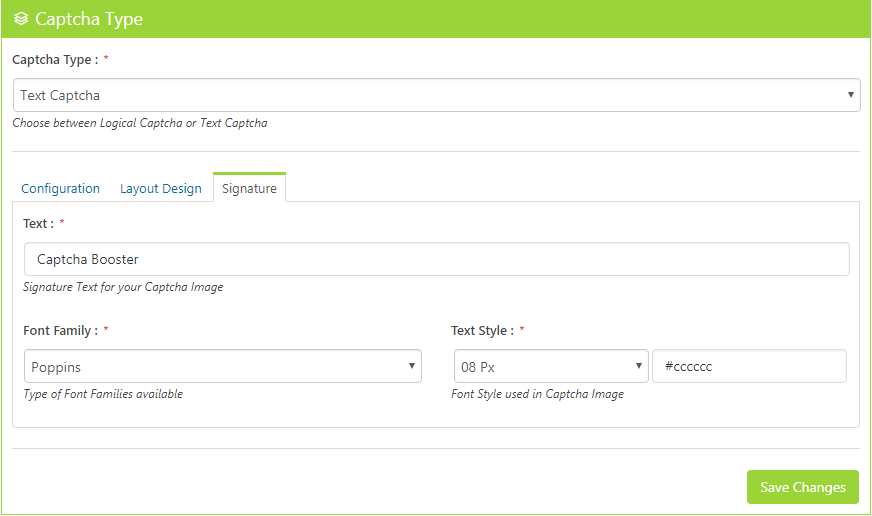 Captcha Type
Captcha Type : *
Text Captcha
Choose between Logical Captcha or Text Captcha
Configuration Layout Design Signature
Text : *
Captcha Booster
Signature Text for your Captcha Image
Font Family : * Text Style : *
Poppins 08 Px #cccccc
Type of Font Families available Font Style used in Captcha Image
Save Changes